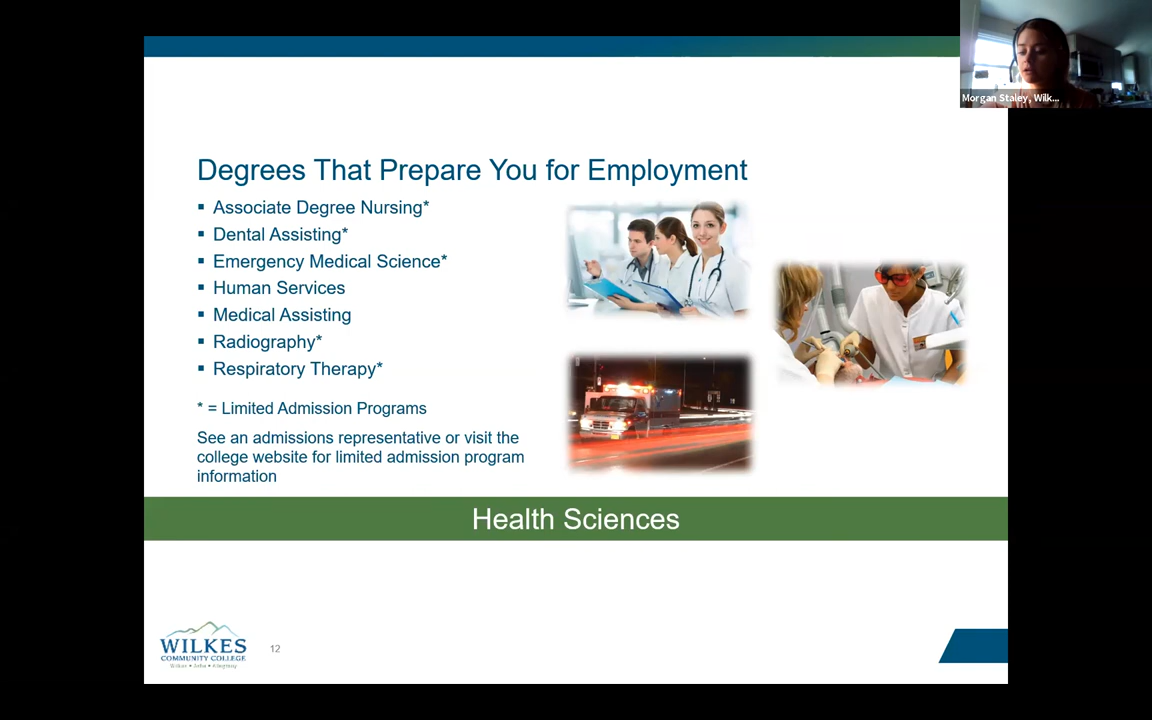 Morgan Staley, Wilk...
Degrees That Prepare You for Employment
▪ Associate Degree Nursing*
▪ Dental Assisting*
▪ Emergency Medical Science*
▪ Human Services
▪ Medical Assisting
▪ Radiography*
▪ Respiratory Therapy*
* = Limited Admission Programs
See an admissions representative or visit the
college website for limited admission program
information
Health Sciences
WILKES
COMMUNITY COLLEGE
Wilkes • Ashe • Alleghany
12